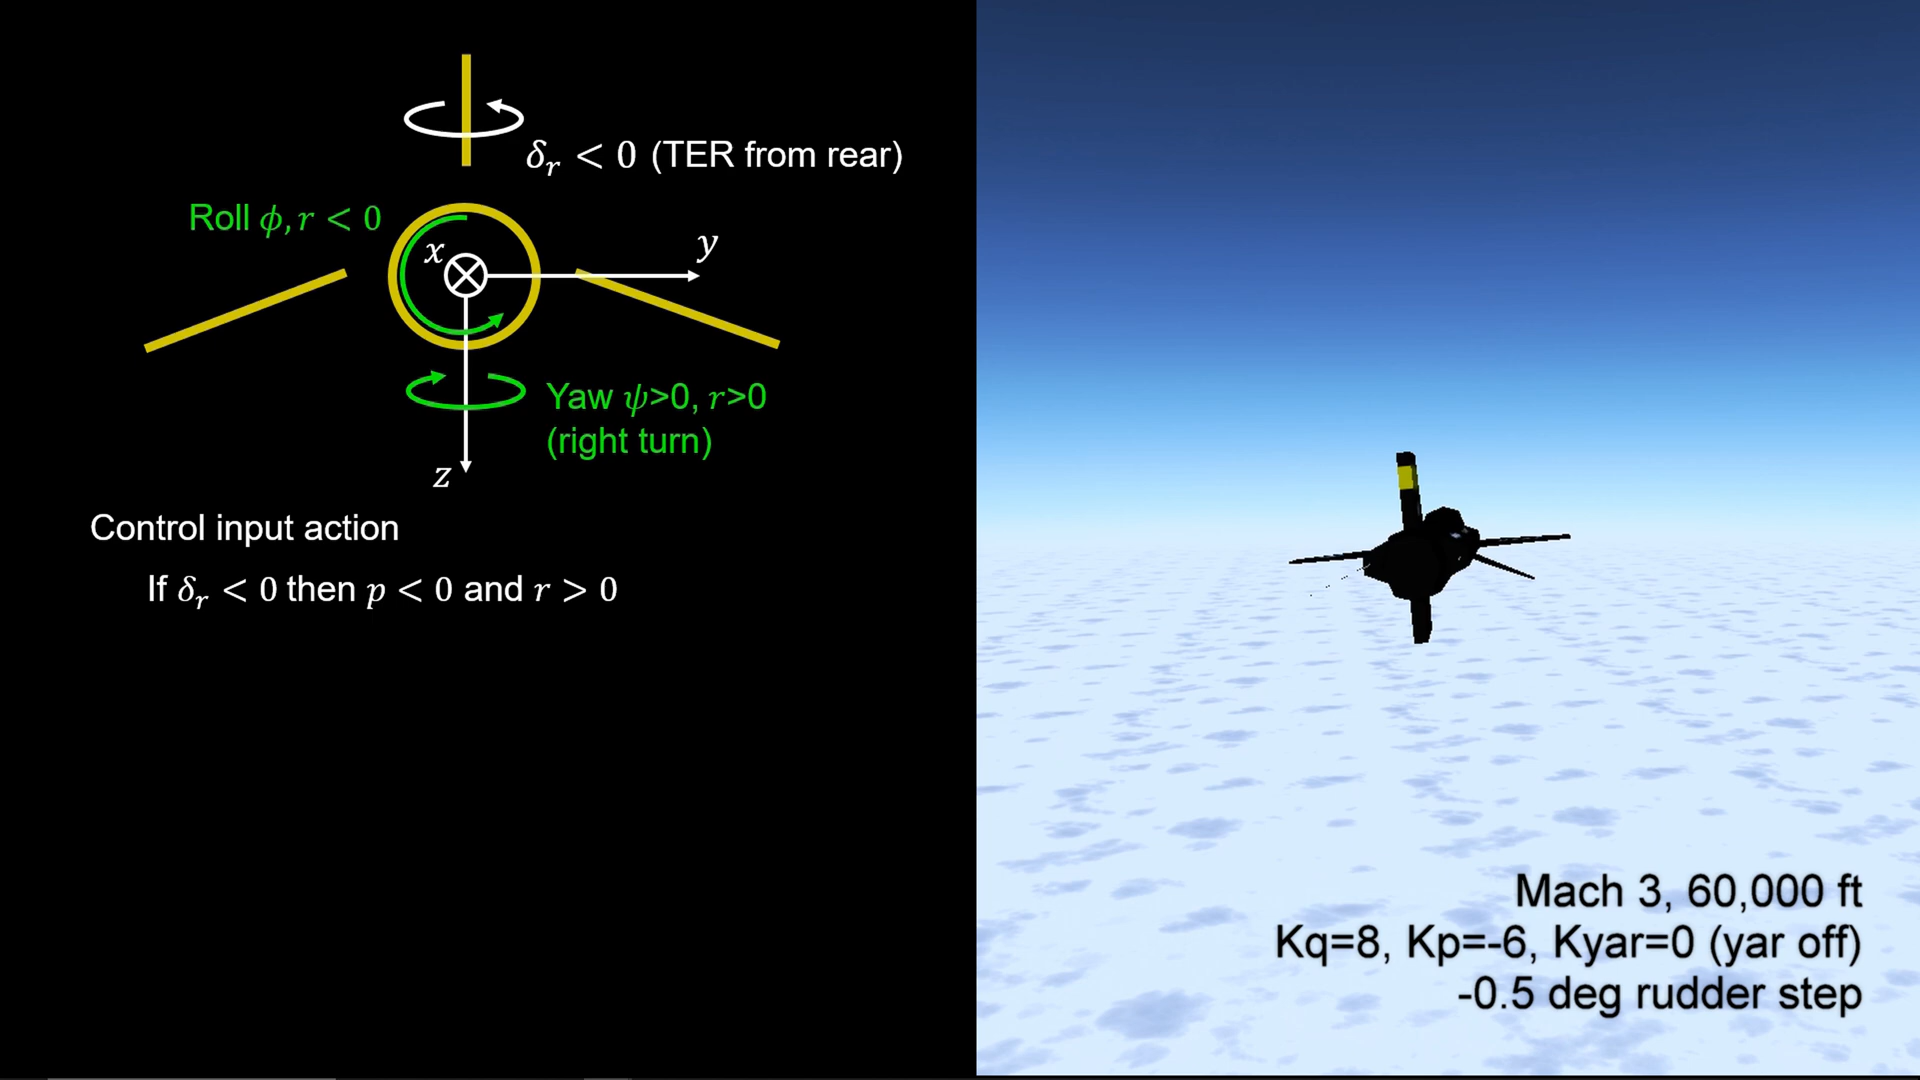 δr < 0 (TER from rear)
Roll ϕ, r < 0
x
y
Yaw ψ>0, r>0
(right turn)
z
Control input action
If δr < 0 then p < 0 and r > 0
Mach 3, 60,000 ft
Kq=8, Kp=-6, Kyar=0 (yar off)
-0.5 deg rudder step